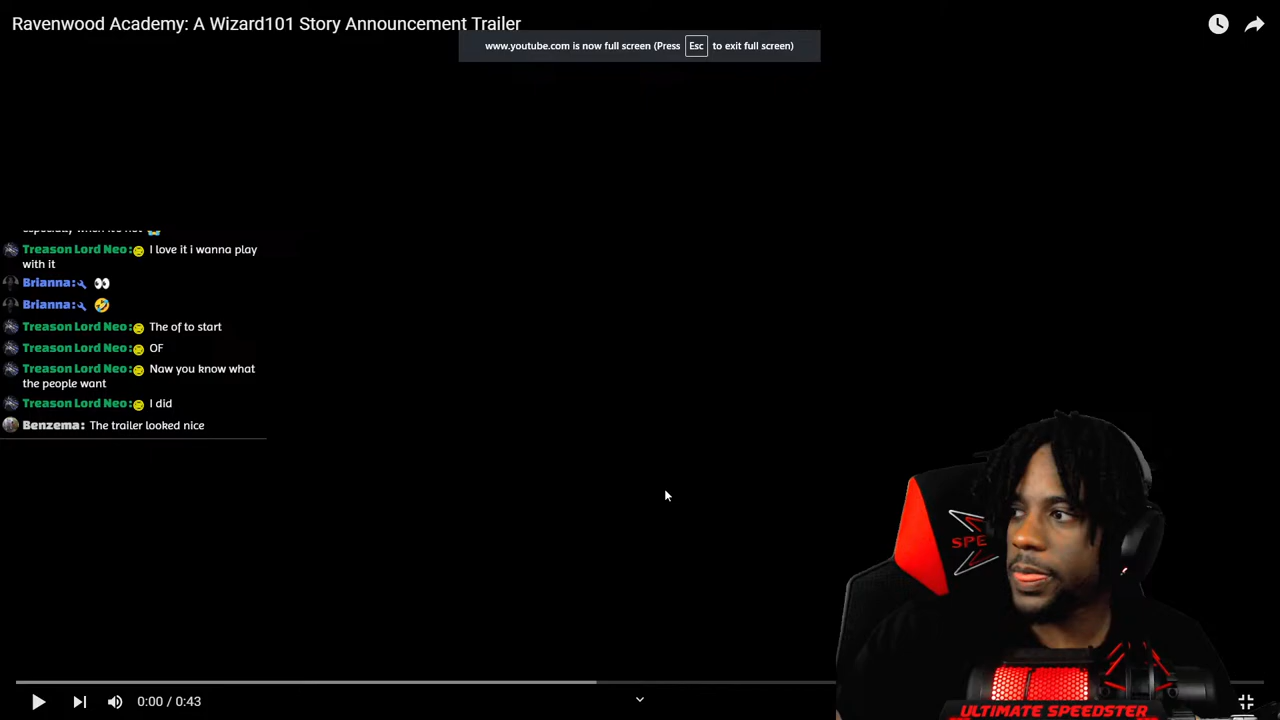 Ravenwood Academy: A Wizard101 Story Announcement Trailer
www.youtube.com is now full screen (Press Esc to exit full screen)
Treason Lord Neo: I love it i wanna play
with it
Brianna: 👀
Brianna: 🤣
Treason Lord Neo: The of to start
Treason Lord Neo: OF
Treason Lord Neo: Naw you know what
the people want
Treason Lord Neo: I did
Benzema: The trailer looked nice
SPE
0:00 / 0:43
ULTIMATE SPEEDSTER